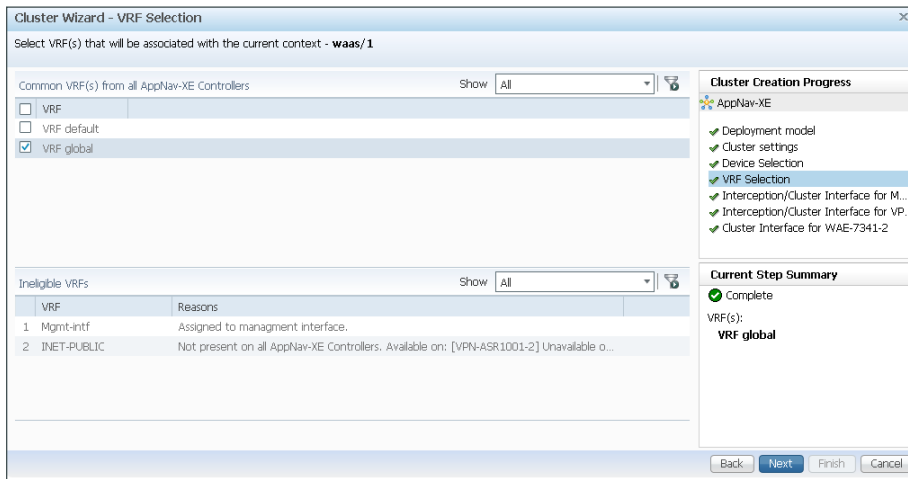 Cluster Wizard - VRF Selection
Select VRF(s) that will be associated with the current context - waas/1
Common VRF(s) from all AppNav-XE Controllers Show All
VRF
VRF default
VRF global
Ineligible VRFs Show All
VRF Reasons
1 Mgmt-intf Assigned to managment interface.
2 INET-PUBLIC Not present on all AppNav-XE Controllers. Available on: [VPN-ASR1001-2] Unavailable o...
Cluster Creation Progress
AppNav-XE
Deployment model
Cluster settings
Device Selection
VRF Selection
Interception/Cluster Interface for M...
Interception/Cluster Interface for VP...
Cluster Interface for WAE-7341-2
Current Step Summary
Complete
VRF(s):
VRF global
Back Next Finish Cancel